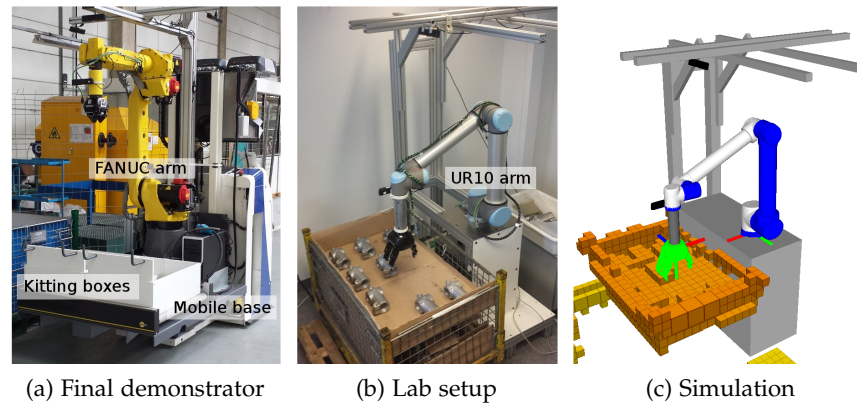 FANUC arm
Kitting boxes
Mobile base
UR10 arm
(a) Final demonstrator
(b) Lab setup
(c) Simulation